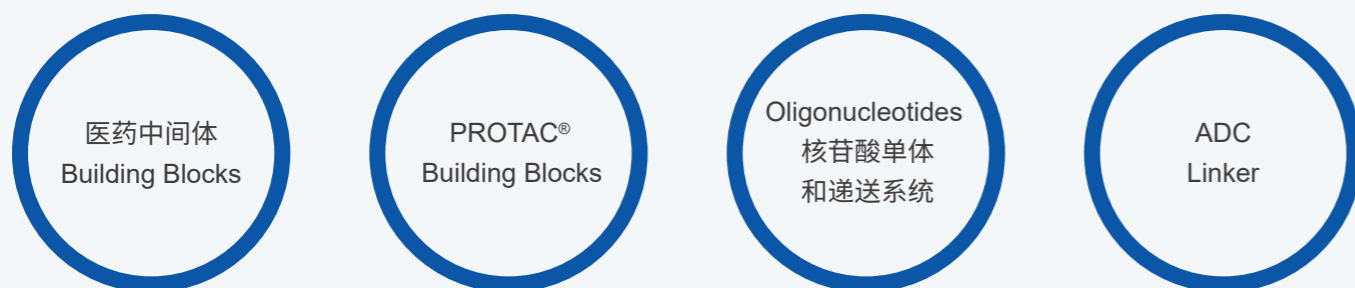 医药中间体
Building Blocks
PROTAC®
Building Blocks
Oligonucleotides
核苷酸单体
和递送系统
ADC
Linker